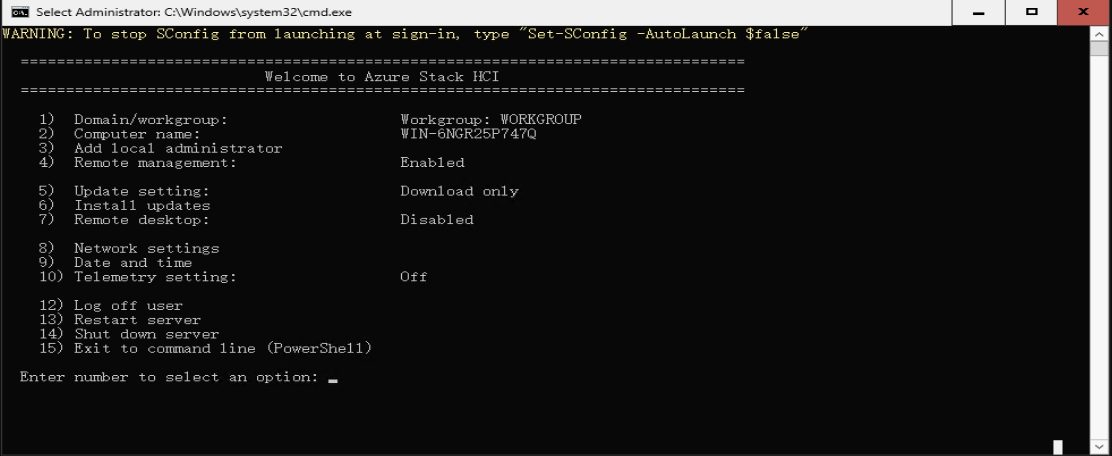 Select Administrator: C:\Windows\system32\cmd.exe
WARNING: To stop SConfig from launching at sign-in, type "Set-SConfig -AutoLaunch $false"
================================================================================
Welcome to Azure Stack HCI
================================================================================
1) Domain/workgroup: Workgroup: WORKGROUP
2) Computer name: WIN-6NGR25P747Q
3) Add local administrator
4) Remote management: Enabled
5) Update setting: Download only
6) Install updates
7) Remote desktop: Disabled
8) Network settings
9) Date and time
10) Telemetry setting: Off
12) Log off user
13) Restart server
14) Shut down server
15) Exit to command line (PowerShell)
Enter number to select an option: _